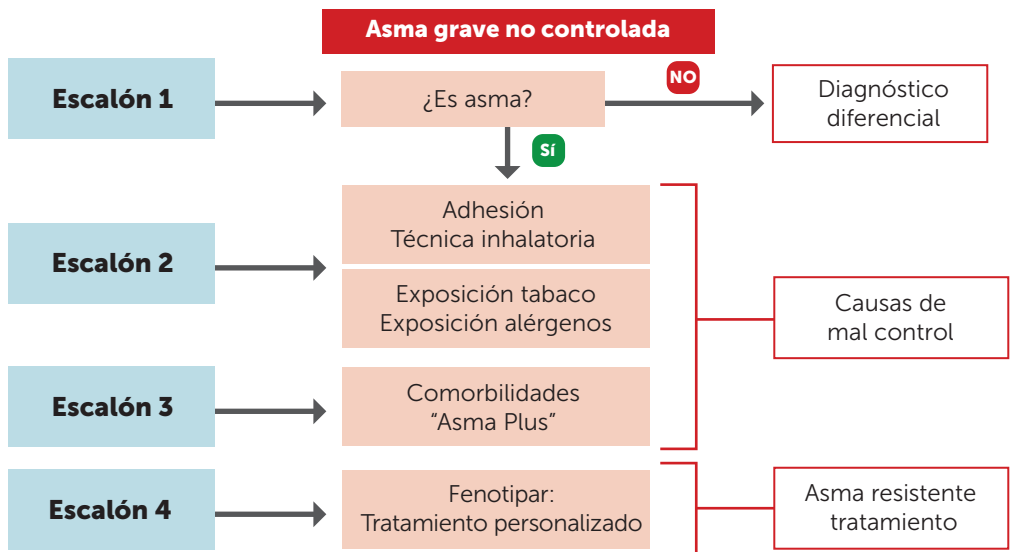 Asma grave no controlada
Escalón 1
¿Es asma?
NO
Diagnóstico
diferencial
Sí
Escalón 2
Adhesión
Técnica inhalatoria
Exposición tabaco
Exposición alérgenos
Causas de
mal control
Escalón 3
Comorbilidades
“Asma Plus”
Escalón 4
Fenotipar:
Tratamiento personalizado
Asma resistente
tratamiento